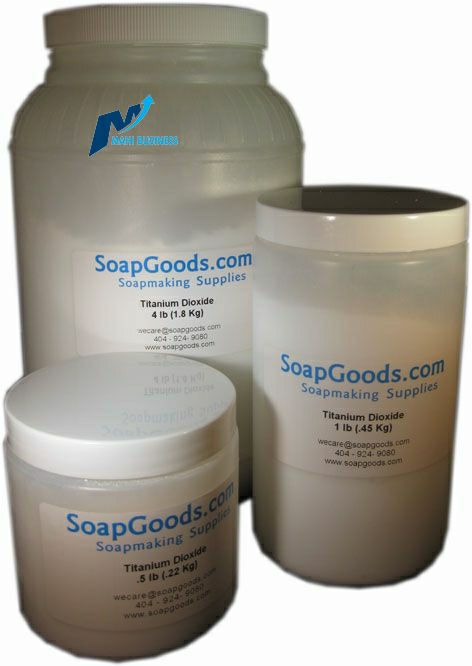 MAHI BUZINESS
SoapGoods.com
Soapmaking Supplies
Titanium Dioxide
4 lb (1.8 Kg)
wecare@soapgoods.com
404 - 924- 9080
www.soapgoods.com
SoapGoods.com
Soapmaking Supplies
Titanium Dioxide
1 lb (.45 Kg)
wecare@soapgoods.com
404 - 924- 9080
www.soapgoods.com
SoapGoods.com
Soapmaking Supplies
Titanium Dioxide
.5 lb (.22 Kg)
wecare@soapgoods.com
404 - 924- 9080
www.soapgoods.com